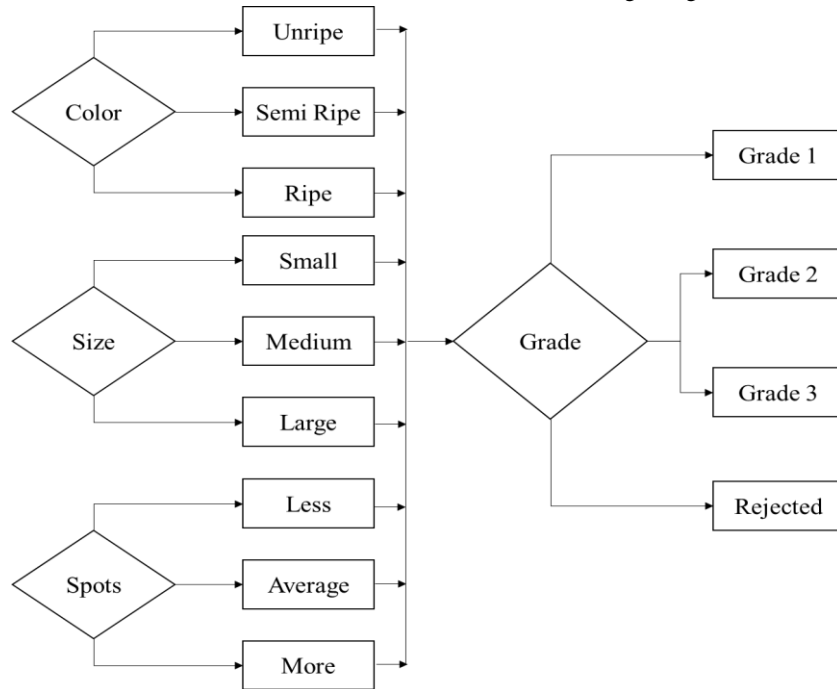 Color
Unripe
Semi Ripe
Ripe
Size
Small
Medium
Large
Spots
Less
Average
More
Grade
Grade 1
Grade 2
Grade 3
Rejected